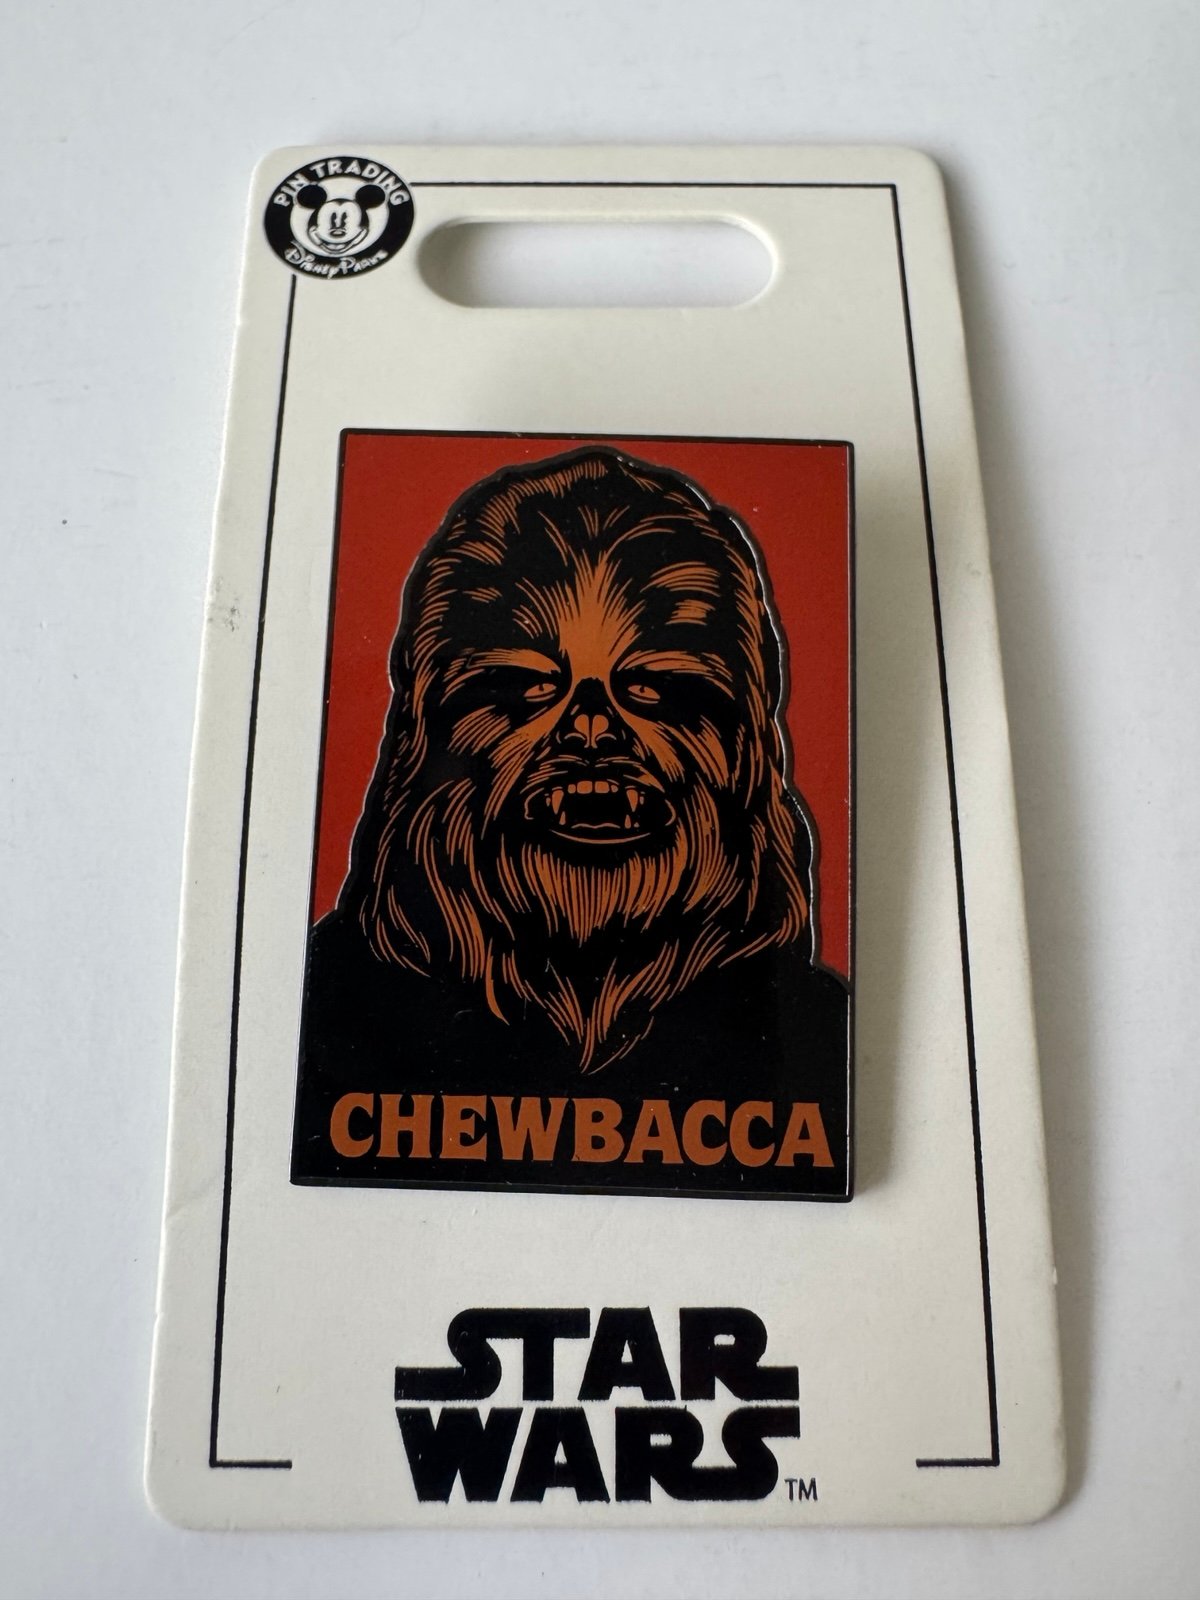 PIN TRADING
Disney Parks
CHEWBACCA
STAR
WARS
TM